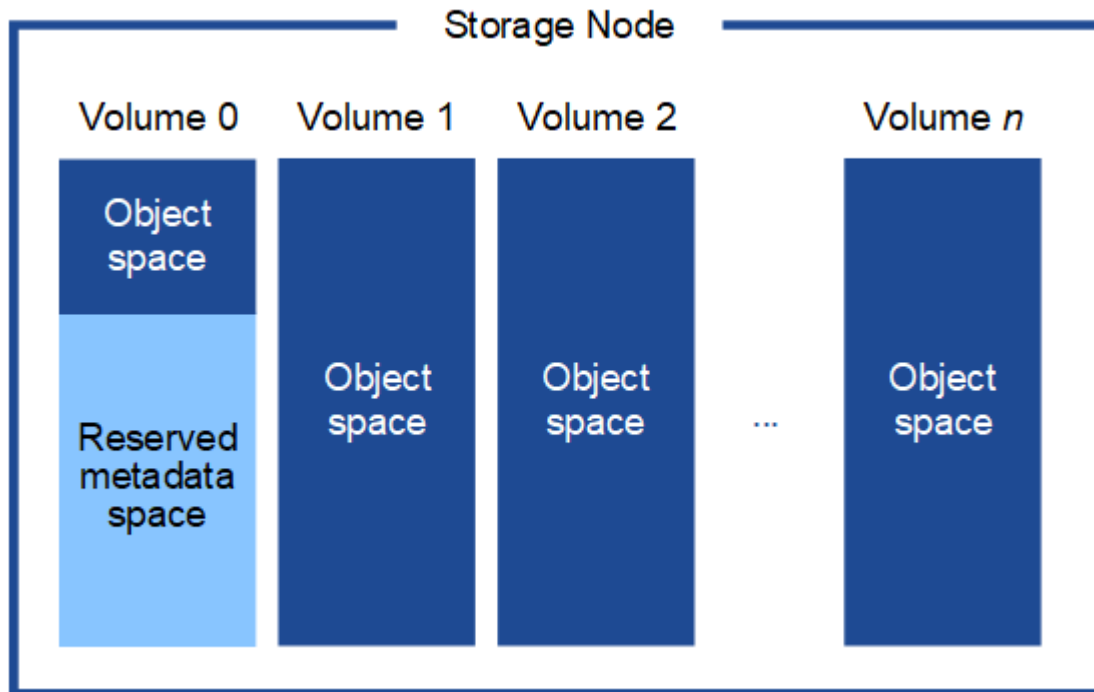 Storage Node
Volume 0
Volume 1
Volume 2
Volume n
Object
space
Reserved
metadata
space
Object
space
Object
space
...
Object
space